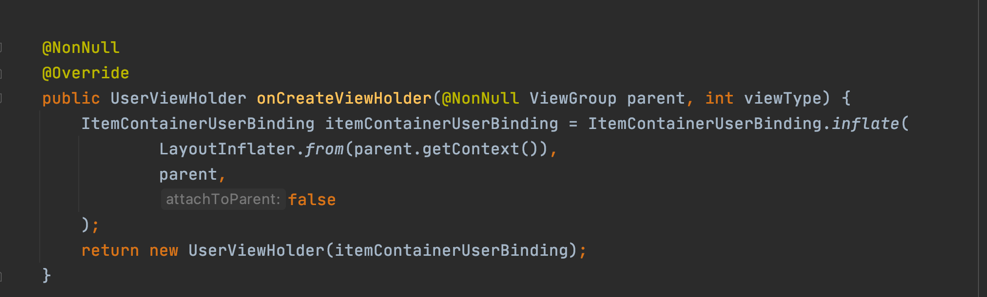 @NonNull
@Override
public UserViewHolder onCreateViewHolder(@NonNull ViewGroup parent, int viewType) {
ItemContainerUserBinding itemContainerUserBinding = ItemContainerUserBinding.inflate(
LayoutInflater.from(parent.getContext()),
parent,
attachToParent: false
);
return new UserViewHolder(itemContainerUserBinding);
}